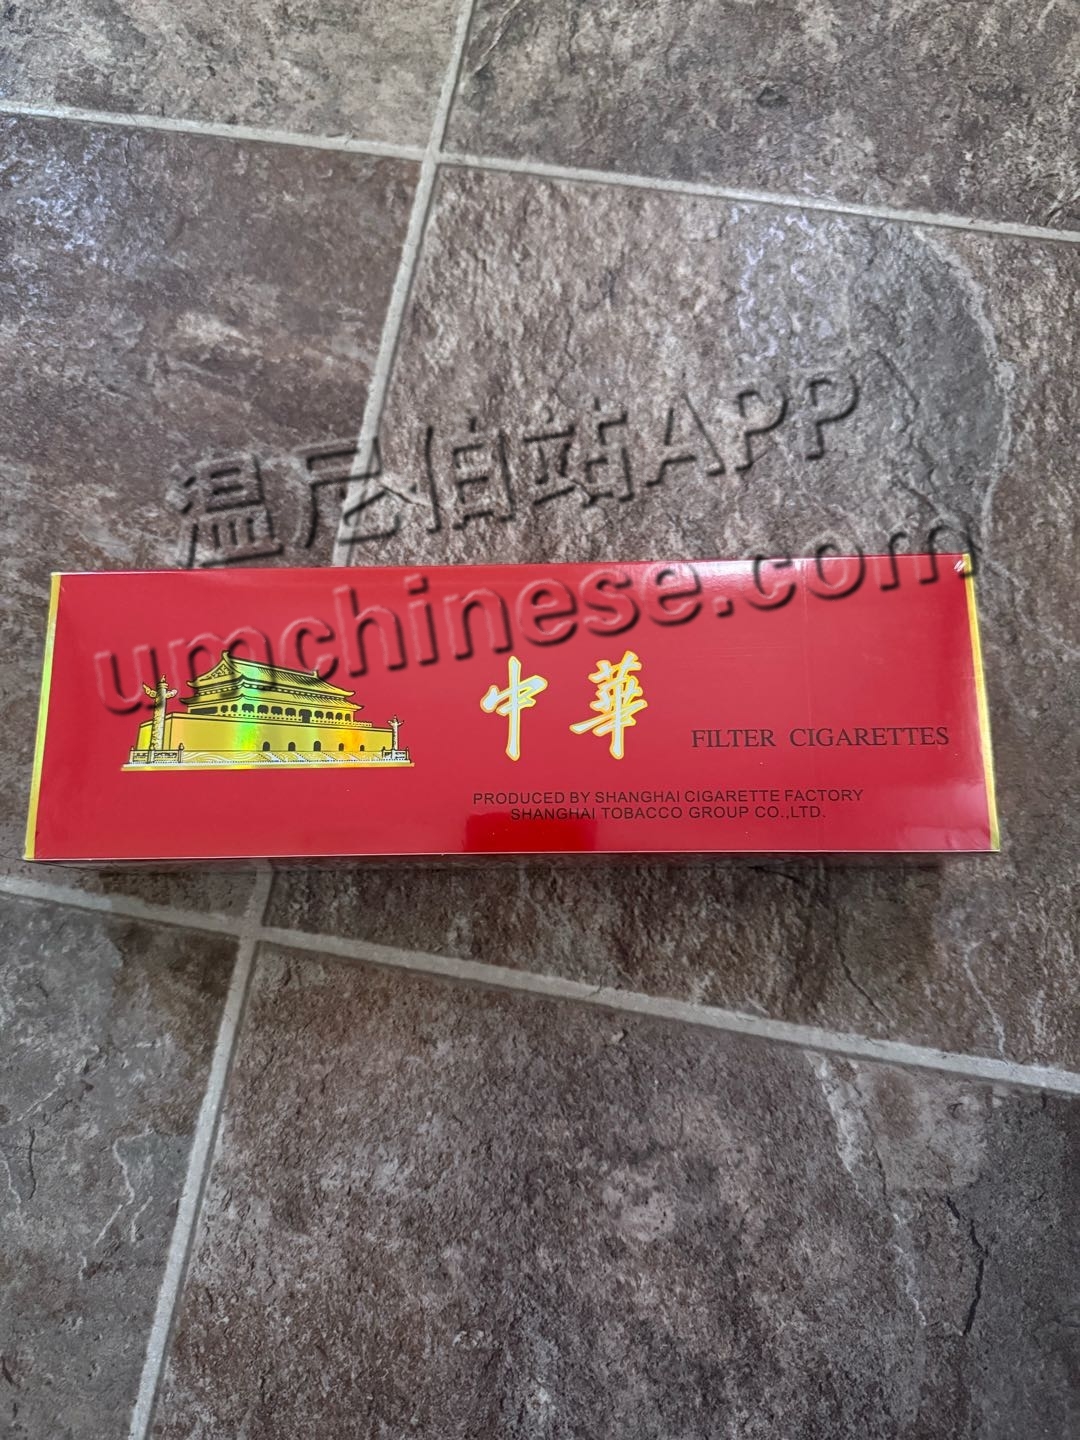 温尼伯站APP
umchinese.com
中華
FILTER CIGARETTES
PRODUCED BY SHANGHAI CIGARETTE FACTORY
SHANGHAI TOBACCO GROUP CO.,LTD.